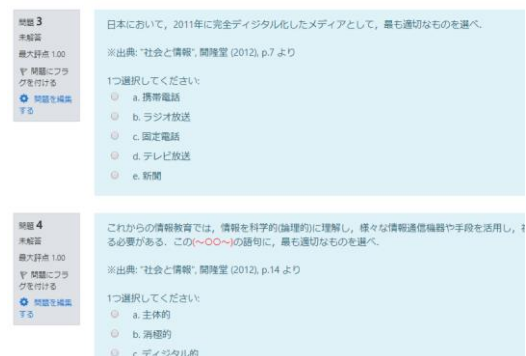 問題 3
未解答
最大評点 1.00
問題にフラグを付ける
問題を編集する
日本において，2011年に完全ディジタル化したメディアとして，最も適切なものを選べ．
※出典: "社会と情報", 開隆堂 (2012), p.7 より
1つ選択してください:
a. 携帯電話
b. ラジオ放送
c. 固定電話
d. テレビ放送
e. 新聞
問題 4
未解答
最大評点 1.00
問題にフラグを付ける
問題を編集する
これからの情報教育では，情報を科学的(論理的)に理解し，様々な情報通信機器や手段を活用し，
る必要がある．この(～〇〇～)の語句に，最も適切なものを選べ．
※出典: "社会と情報", 開隆堂 (2012), p.14 より
1つ選択してください:
a. 主体的
b. 消極的
c. ディジタル的